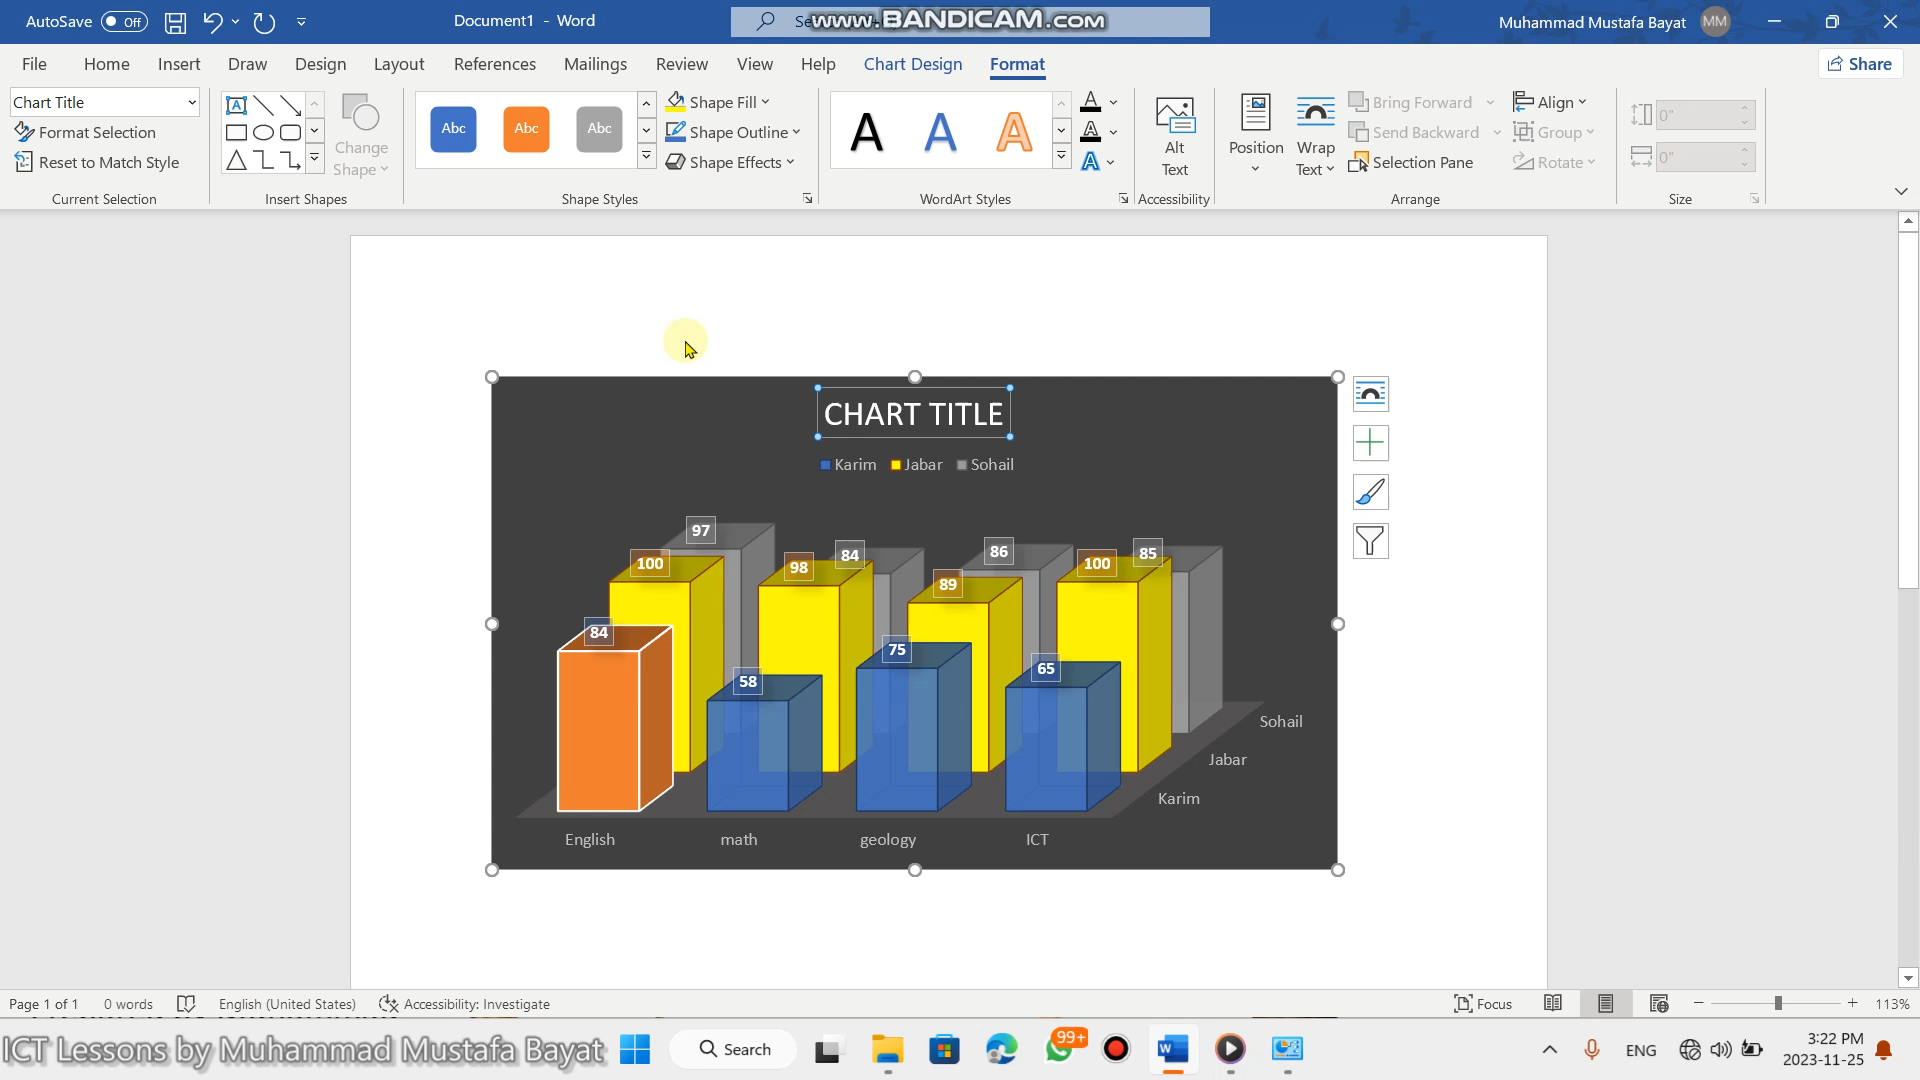 AutoSave Off Document1 - Word Se www.BANDICAM.com Muhammad Mustafa Bayat MM
File Home Insert Draw Design Layout References Mailings Review View Help Chart Design Format Share
Chart Title
Format Selection
Reset to Match Style
Current Selection
Change
Shape
Insert Shapes
Abc Abc Abc
Shape Fill
Shape Outline
Shape Effects
Shape Styles
A A A
WordArt Styles
Alt
Text
Accessibility
Position
Wrap
Text
Bring Forward
Send Backward
Selection Pane
Align
Group
Rotate
Arrange
0"
0"
Size
CHART TITLE
Karim Jabar Sohail
97
100 98 84 89 86 100 85
84 58 75 65
Sohail
Jabar
Karim
English math geology ICT
Page 1 of 1 0 words English (United States) Accessibility: Investigate Focus 113%
ICT Lessons by Muhammad Mustafa Bayat Search 99+ ENG 3:22 PM
2023-11-25